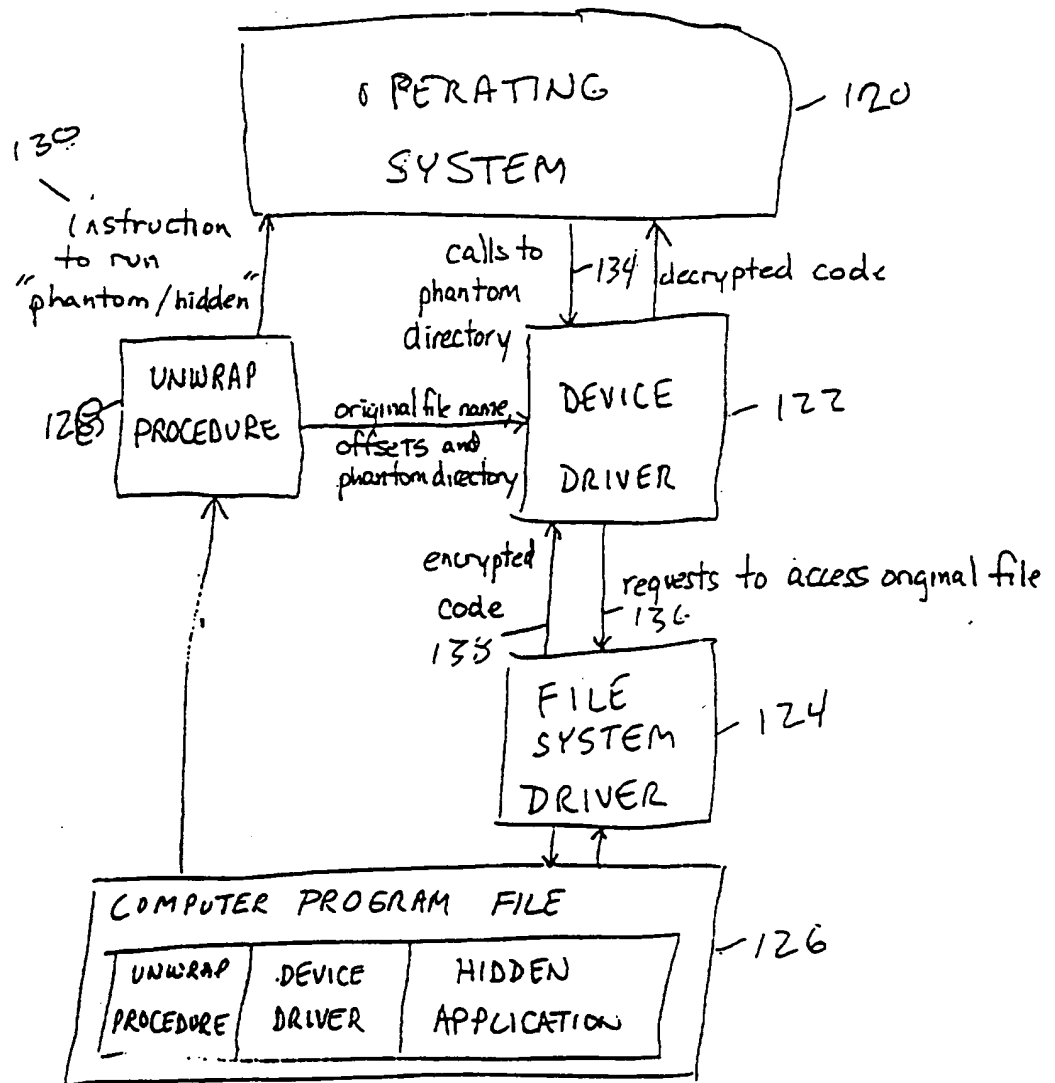 OPERATING
SYSTEM
120
130
instruction
to run
"phantom/hidden"
calls to
phantom
directory
134
decrypted code
UNWRAP
PROCEDURE
128
original file name,
offsets and
phantom directory
DEVICE
DRIVER
122
encrypted
code
138
requests to access original file
136
FILE
SYSTEM
DRIVER
124
COMPUTER PROGRAM FILE
126
UNWRAP
PROCEDURE
DEVICE
DRIVER
HIDDEN
APPLICATION